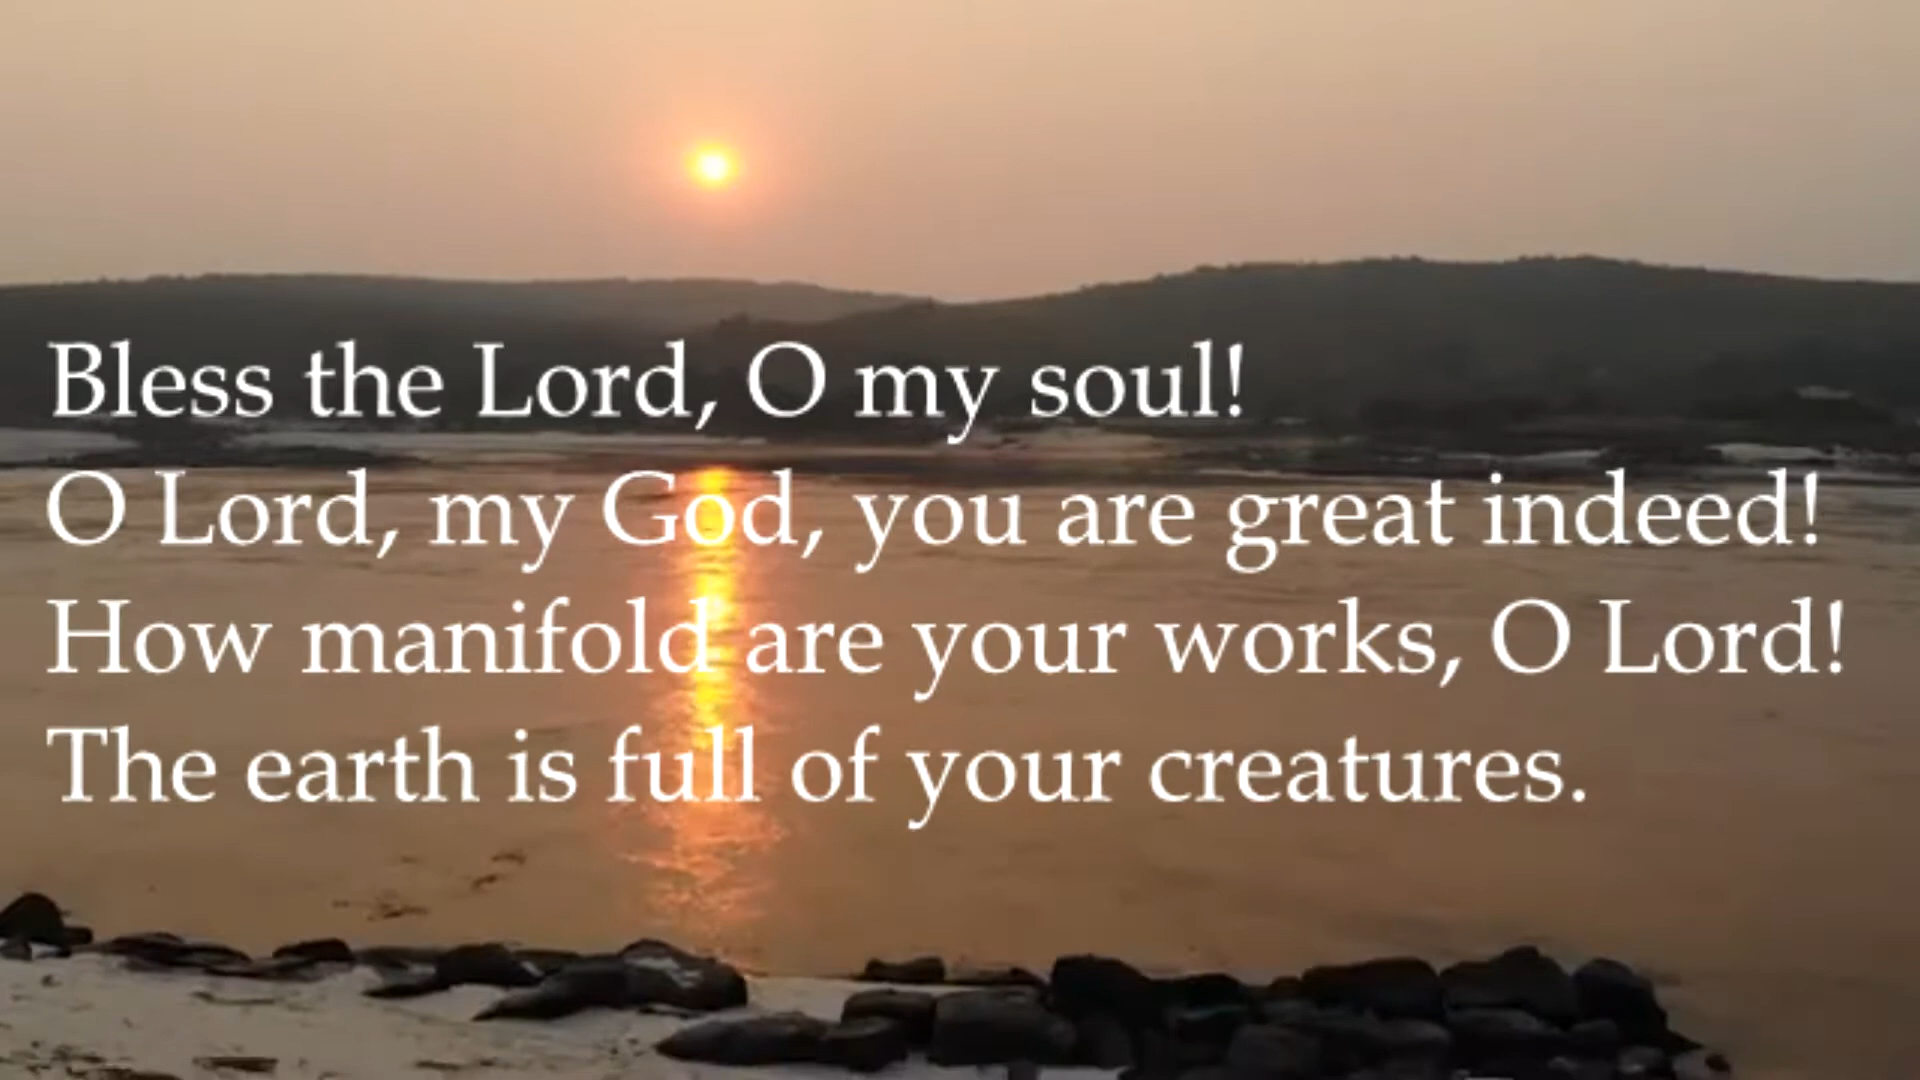 Bless the Lord, O my soul!
O Lord, my God, you are great indeed!
How manifold are your works, O Lord!
The earth is full of your creatures.